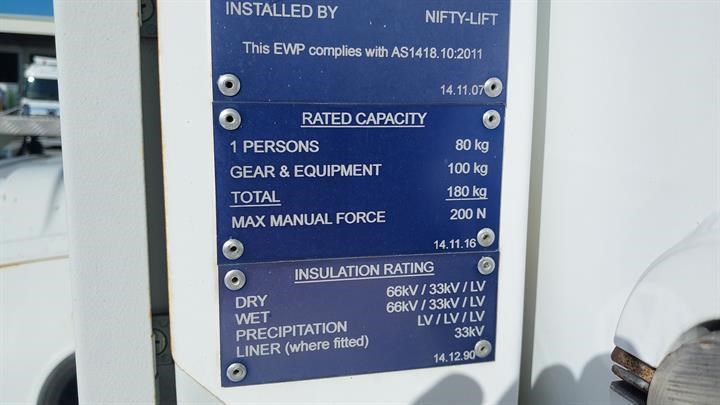 INSTALLED BY NIFTY-LIFT
This EWP complies with AS1418.10:2011
14.11.07
RATED CAPACITY
1 PERSONS 80 kg
GEAR & EQUIPMENT 100 kg
TOTAL 180 kg
MAX MANUAL FORCE 200 N
14.11.16
INSULATION RATING
DRY 66kV / 33kV / LV
WET 66kV / 33kV / LV
PRECIPITATION LV / LV / LV
LINER (where fitted) 33kV
14.12.90